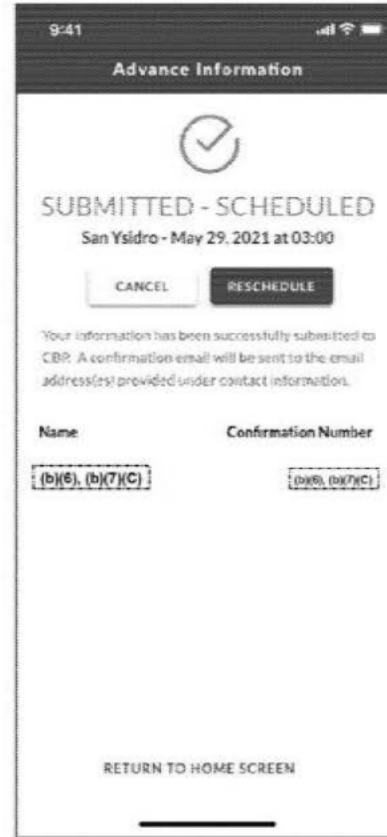 9:41
Advance Information
SUBMITTED - SCHEDULED
San Ysidro - May 29, 2021 at 03:00
CANCEL RESCHEDULE
Your information has been successfully submitted to
CBP. A confirmation email will be sent to the email
address(es) provided under contact information.
Name Confirmation Number
(b)(6), (b)(7)(C) (b)(6), (b)(7)(C)
RETURN TO HOME SCREEN